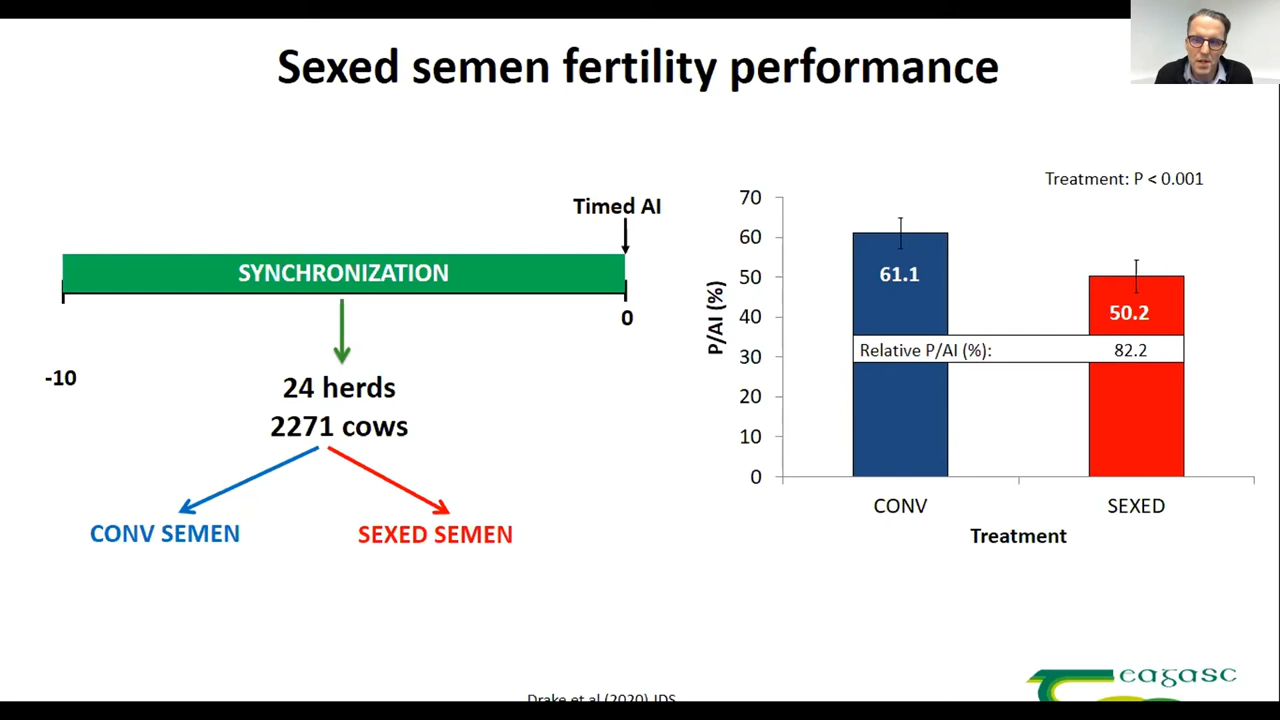 Sexed semen fertility performance
Timed AI
SYNCHRONIZATION
0
-10
24 herds
2271 cows
CONV SEMEN
SEXED SEMEN
Treatment: P < 0.001
P/AI (%)
70
60
50
40
30
20
10
0
61.1
50.2
Relative P/AI (%): 82.2
CONV
SEXED
Treatment
Drake et al (2020) JDS
eagasc